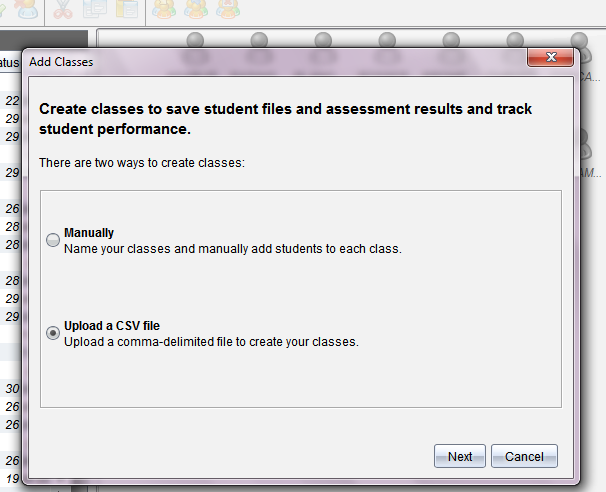 Add Classes
atus
Create classes to save student files and assessment results and track
student performance.
There are two ways to create classes:
Manually
Name your classes and manually add students to each class.
Upload a CSV file
Upload a comma-delimited file to create your classes.
Next
Cancel
22
29
29
29
26
28
28
28
29
29
30
26
26
26
19
CA...
AM...